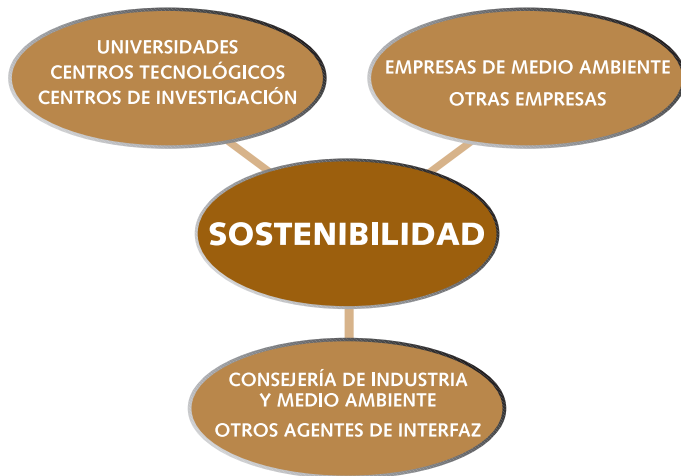 UNIVERSIDADES
CENTROS TECNOLÓGICOS
CENTROS DE INVESTIGACIÓN
EMPRESAS DE MEDIO AMBIENTE
OTRAS EMPRESAS
SOSTENIBILIDAD
CONSEJERÍA DE INDUSTRIA
Y MEDIO AMBIENTE
OTROS AGENTES DE INTERFAZ